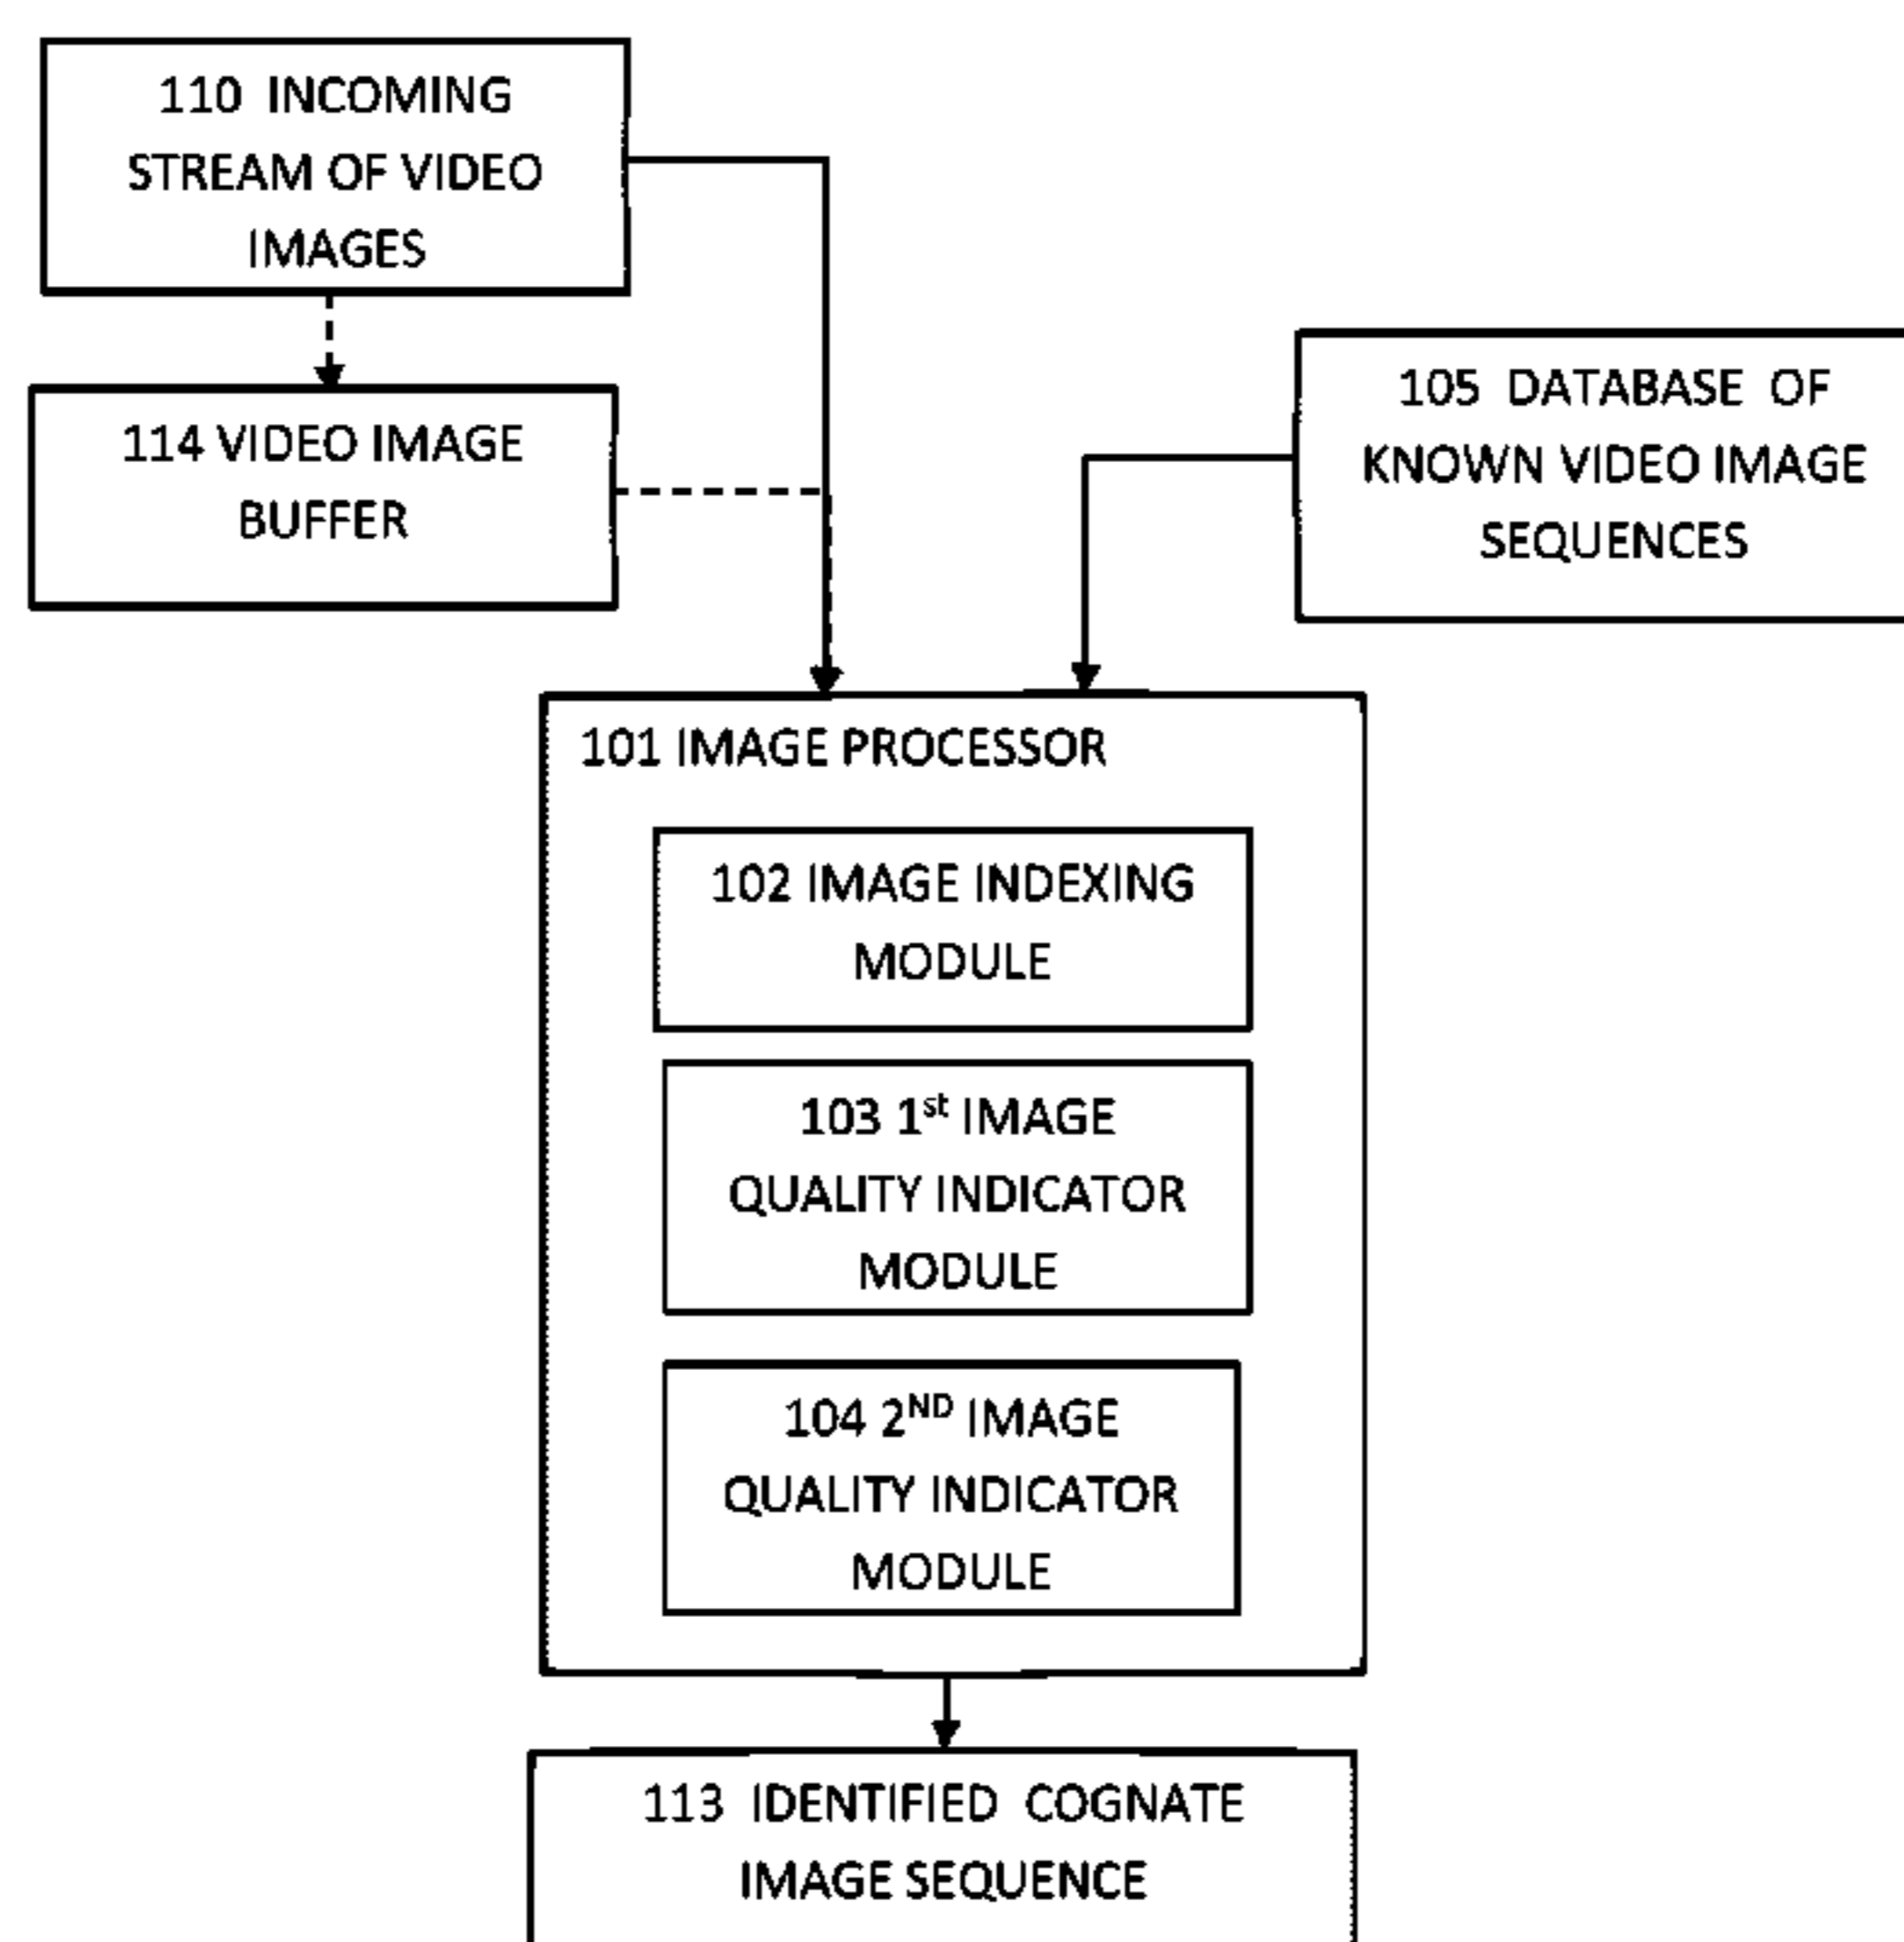 110 INCOMING
STREAM OF VIDEO
IMAGES
114 VIDEO IMAGE
BUFFER
105 DATABASE OF
KNOWN VIDEO IMAGE
SEQUENCES
101 IMAGE PROCESSOR
102 IMAGE INDEXING
MODULE
103 1st IMAGE
QUALITY INDICATOR
MODULE
104 2ND IMAGE
QUALITY INDICATOR
MODULE
113 IDENTIFIED COGNATE
IMAGE SEQUENCE